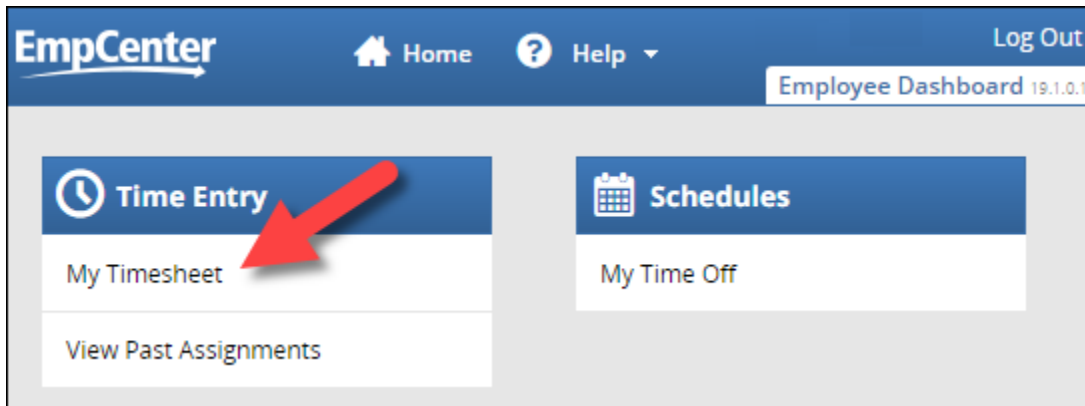 EmpCenter
Home
Help
Log Out
Employee Dashboard 19.1.0.1
Time Entry
My Timesheet
View Past Assignments
Schedules
My Time Off